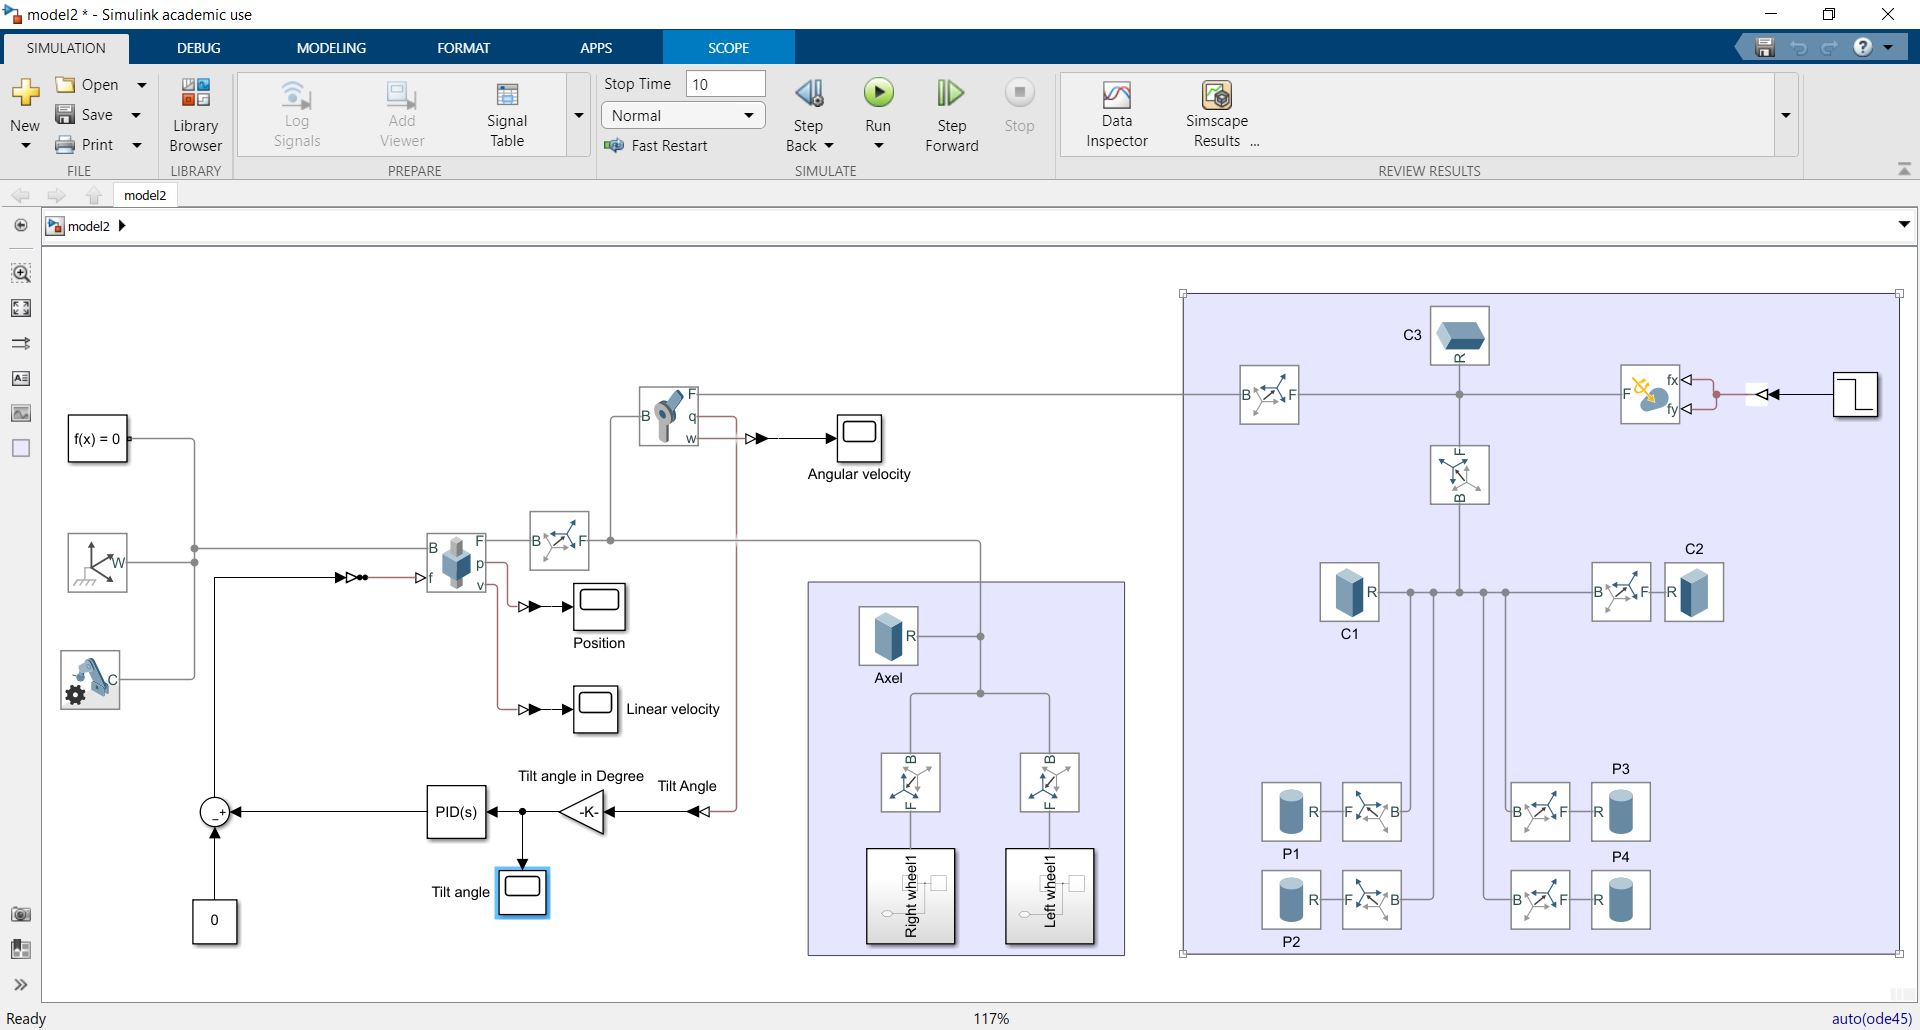 model2 * - Simulink academic use
SIMULATION DEBUG MODELING FORMAT APPS SCOPE
New
Open
Save
Print
FILE
Library
Browser
LIBRARY
Log
Signals
Add
Viewer
Signal
Table
PREPARE
Stop Time 10
Normal
Fast Restart
Step
Back
Run
Step
Forward
Stop
SIMULATE
Data
Inspector
Simscape
Results ...
REVIEW RESULTS
model2
model2
C3
R
B F
F fx
fy
F
B
B F
q
w
Angular velocity
f(x) = 0
W
C
B F
f p
v
B F
Position
Linear velocity
Tilt angle in Degree
Tilt Angle
- +
PID(s)
-K-
Tilt angle
0
R
Axel
B
F
B
F
Right wheel1
Left wheel1
R
C1
C2
B F R
P3
R F B
B F R
P1
P4
R F B
B F R
P2
Ready
117%
auto(ode45)